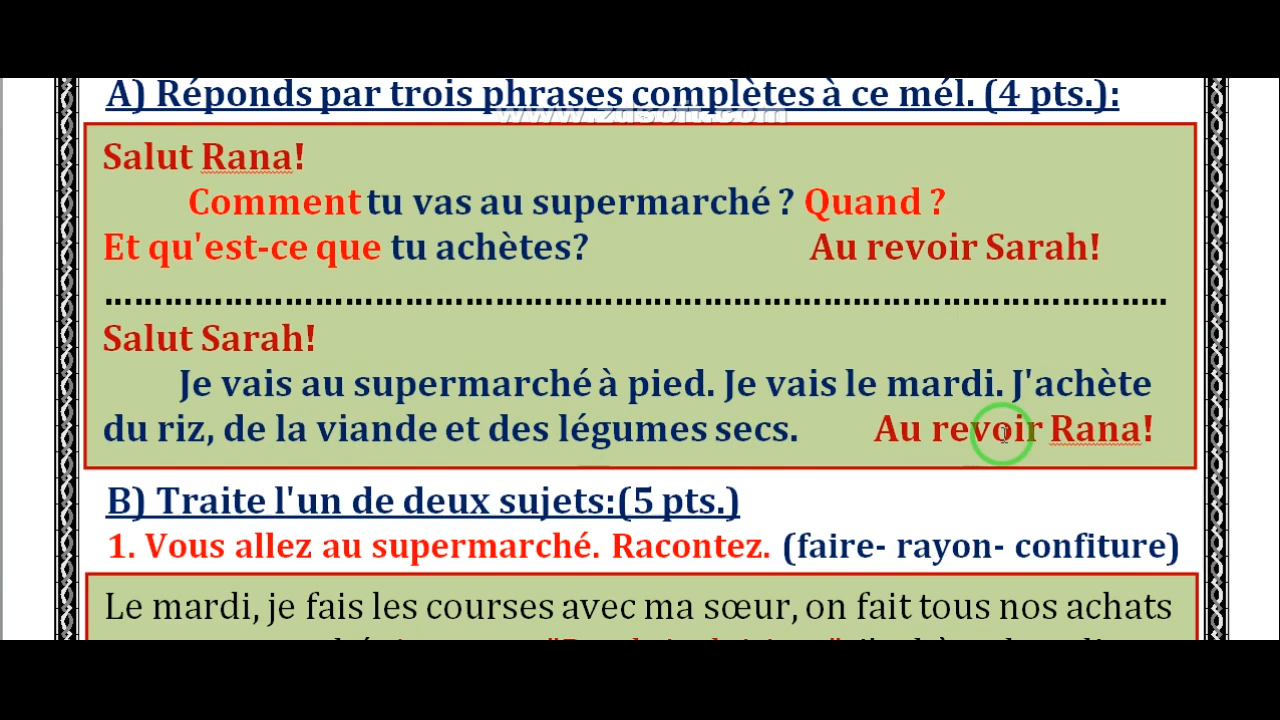 A) Réponds par trois phrases complètes à ce mél. (4 pts.):
www.zdsoft.com
Salut Rana!
Comment tu vas au supermarché ? Quand ?
Et qu'est-ce que tu achètes? Au revoir Sarah!
Salut Sarah!
Je vais au supermarché à pied. Je vais le mardi. J'achète
du riz, de la viande et des légumes secs. Au revoir Rana!
B) Traite l'un de deux sujets:(5 pts.)
1. Vous allez au supermarché. Racontez. (faire- rayon- confiture)
Le mardi, je fais les courses avec ma sœur, on fait tous nos achats